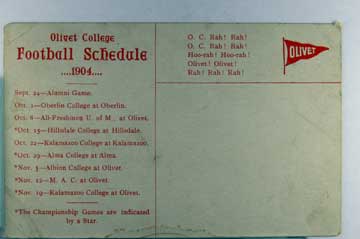 Olivet College
Football Schedule
....1904....
Sept. 24—Alumni Game.
Oct. 1—Oberlin College at Oberlin.
Oct. 8—All-Freshmen U. of M., at Olivet.
*Oct. 15—Hillsdale College at Hillsdale.
Oct. 22—Kalamazoo College at Kalamazoo.
*Oct. 29—Alma College at Alma.
*Nov. 5—Albion College at Olivet.
*Nov. 12—M. A. C. at Olivet.
*Nov. 19—Kalamazoo College at Olivet.
*The Championship Games are indicated
by a Star.
O. C. Rah! Rah!
O. C. Rah! Rah!
Hoo-rah! Hoo-rah!
Olivet! Olivet!
Rah! Rah! Rah!
OLIVET